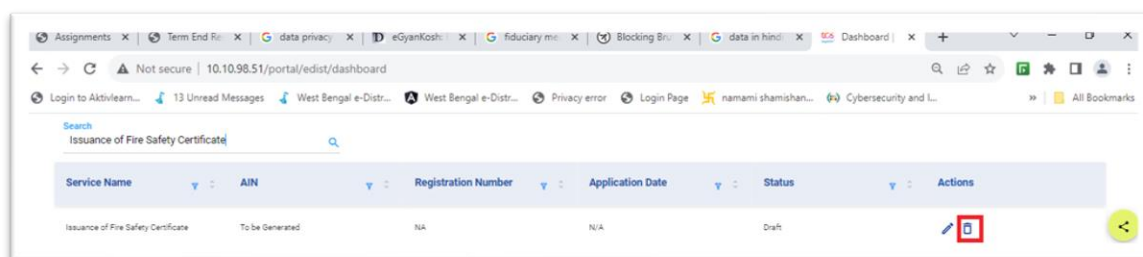 Assignments
Term End Re
data privacy
eGyanKosh:
fiduciary me
Blocking Bru
data in hindi
Dashboard |
Not secure | 10.10.98.51/portal/edist/dashboard
Login to Aktivlearn... 13 Unread Messages West Bengal e-Distr... West Bengal e-Distr... Privacy error Login Page namami shamishan... Cybersecurity and I... » All Bookmarks
Search
Issuance of Fire Safety Certificate
Service Name AIN Registration Number Application Date Status Actions
Issuance of Fire Safety Certificate To be Generated NA N/A Draft